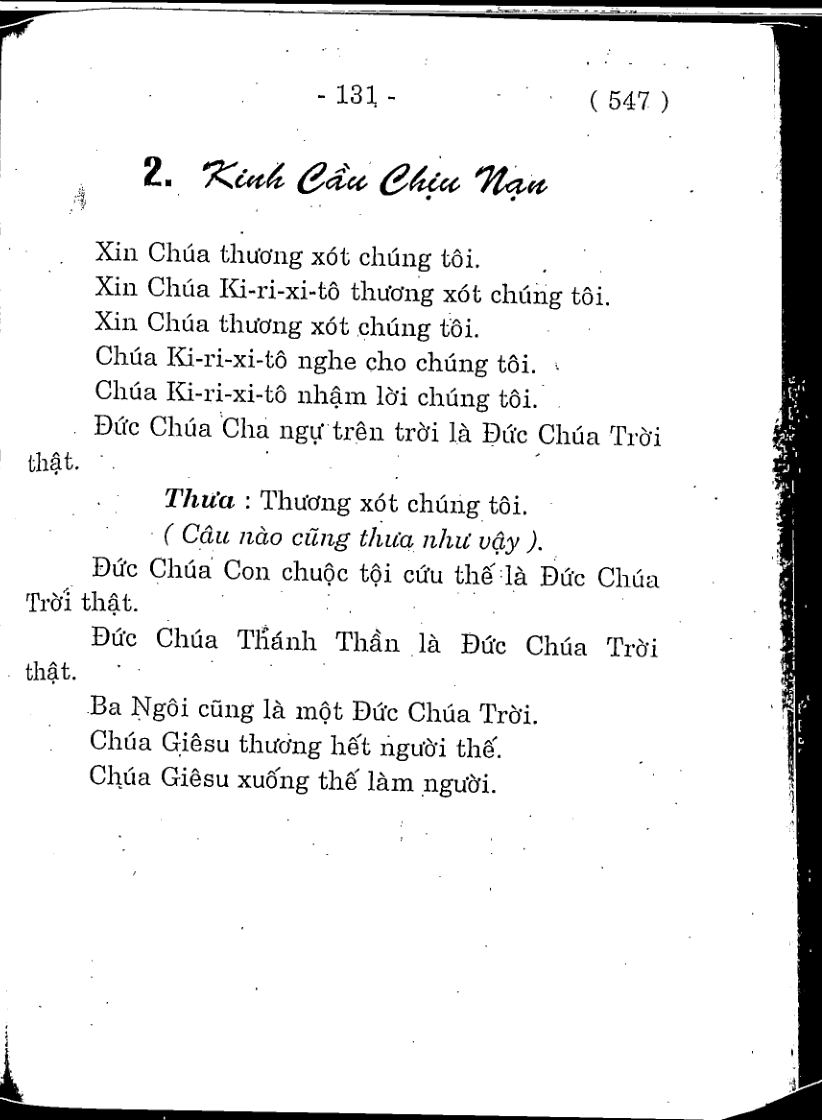 - 131 -
( 547 )
2. Kinh Cầu Chịu Nạn
Xin Chúa thương xót chúng tôi.
Xin Chúa Ki-ri-xi-tô thương xót chúng tôi.
Xin Chúa thương xót chúng tôi.
Chúa Ki-ri-xi-tô nghe cho chúng tôi.
Chúa Ki-ri-xi-tô nhậm lời chúng tôi.
Đức Chúa Cha ngự trên trời là Đức Chúa Trời
thật.
Thưa : Thương xót chúng tôi.
( Câu nào cũng thưa như vậy ).
Đức Chúa Con chuộc tội cứu thế là Đức Chúa
Trời thật.
Đức Chúa Thánh Thần là Đức Chúa Trời
thật.
Ba Ngôi cũng là một Đức Chúa Trời.
Chúa Giêsu thương hết người thế.
Chúa Giêsu xuống thế làm người.